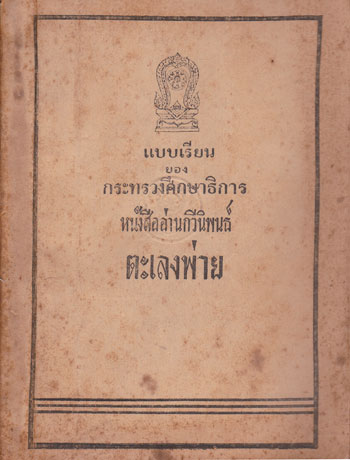 แบบเรียน
ของ
กระทรวงศึกษาธิการ
หนังสืออ่านกวีนิพนธ์
ตะเลงพ่าย